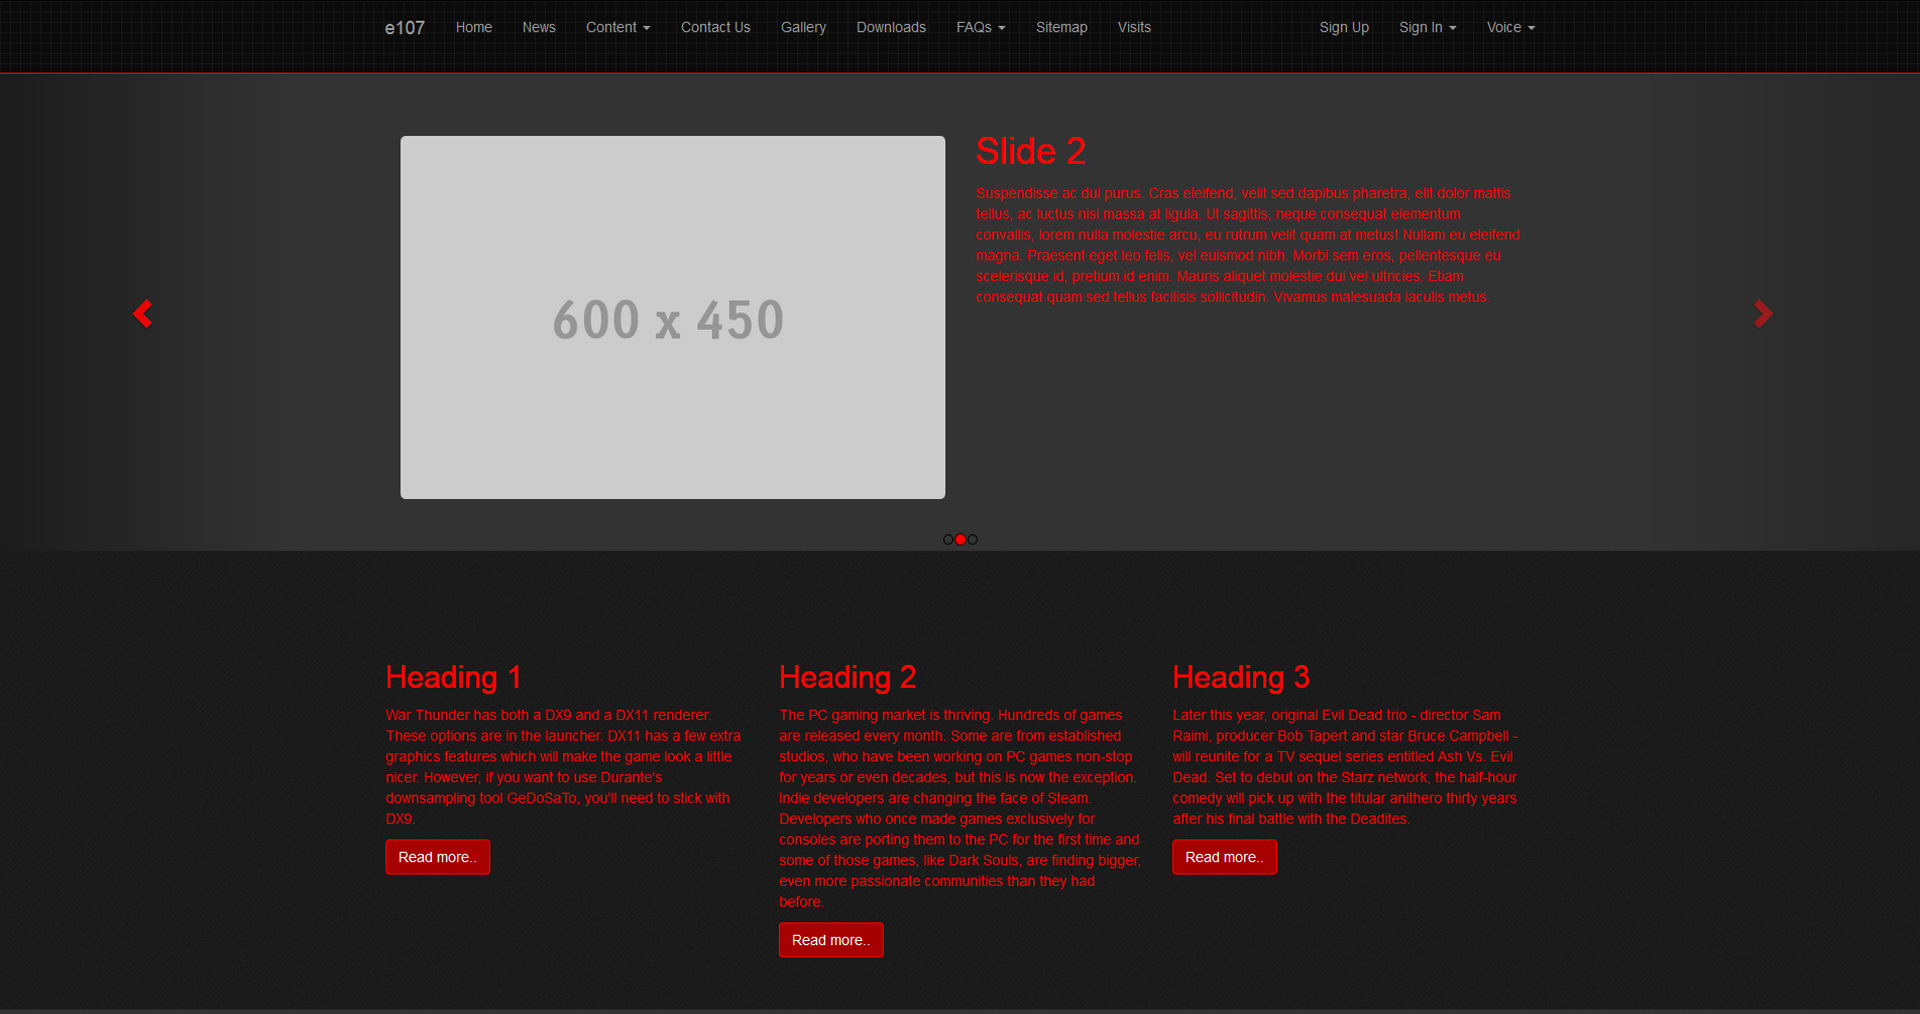 e107 Home News Content Contact Us Gallery Downloads FAQs Sitemap Visits Sign Up Sign In Voice
Slide 2
Suspendisse ac dui purus. Cras eleifend, velit sed dapibus pharetra, elit dolor mattis
tellus, ac luctus nisi massa at ligula. Ut sagittis, neque consequat elementum
convallis, lorem nulla molestie arcu, eu rutrum velit quam at metus! Nullam eu eleifend
magna. Praesent eget leo felis, vel euismod nibh. Morbi sem eros, pellentesque eu
scelerisque id, pretium id enim. Mauris aliquet molestie dui vel ultricies. Etiam
consequat quam sed tellus facilisis sollicitudin. Vivamus malesuada iaculis metus.
600 x 450
Heading 1
War Thunder has both a DX9 and a DX11 renderer.
These options are in the launcher. DX11 has a few extra
graphics features which will make the game look a little
nicer. However, if you want to use Durante's
downsampling tool GeDoSaTo, you'll need to stick with
DX9.
Read more..
Heading 2
The PC gaming market is thriving. Hundreds of games
are released every month. Some are from established
studios, who have been working on PC games non-stop
for years or even decades, but this is now the exception.
Indie developers are changing the face of Steam.
Developers who once made games exclusively for
consoles are porting them to the PC for the first time and
some of those games, like Dark Souls, are finding bigger,
even more passionate communities than they had
before.
Read more..
Heading 3
Later this year, original Evil Dead trio - director Sam
Raimi, producer Bob Tapert and star Bruce Campbell -
will reunite for a TV sequel series entitled Ash Vs. Evil
Dead. Set to debut on the Starz network, the half-hour
comedy will pick up with the titular anithero thirty years
after his final battle with the Deadites.
Read more..